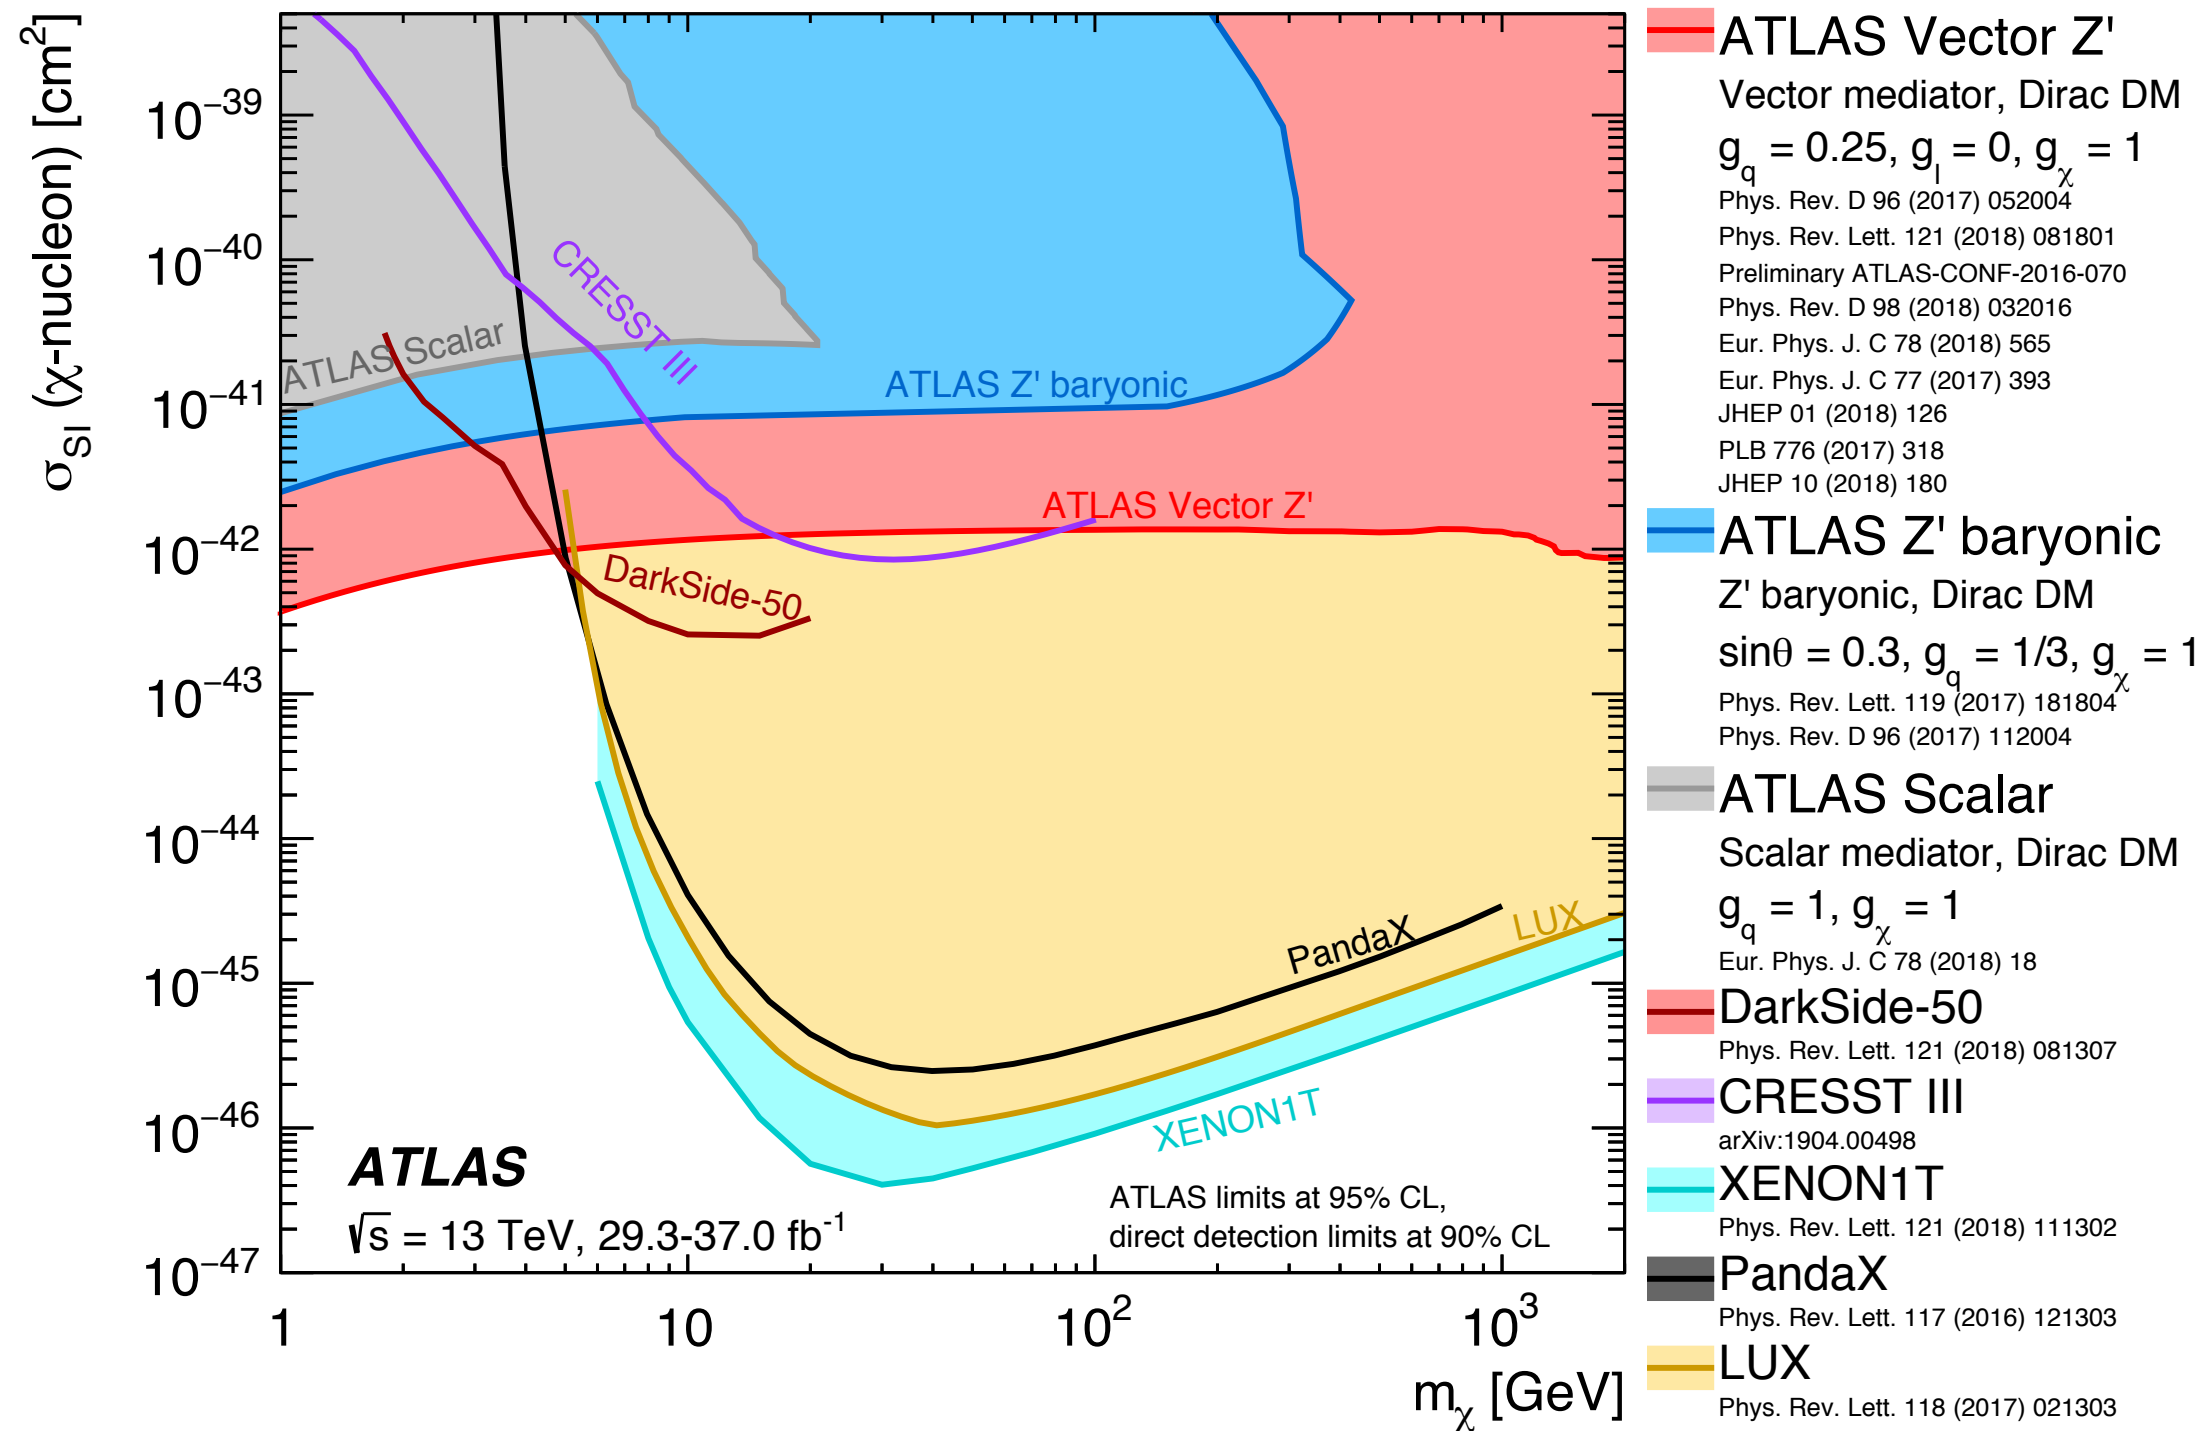 σSI (χ-nucleon) [cm²]
10⁻³⁹
10⁻⁴⁰
10⁻⁴¹
10⁻⁴²
10⁻⁴³
10⁻⁴⁴
10⁻⁴⁵
10⁻⁴⁶
10⁻⁴⁷
1
10
10²
10³
mχ [GeV]
CRESST III
ATLAS Scalar
ATLAS Z' baryonic
ATLAS Vector Z'
DarkSide-50
PandaX
LUX
XENON1T
ATLAS
√s = 13 TeV, 29.3-37.0 fb⁻¹
ATLAS limits at 95% CL,
direct detection limits at 90% CL
ATLAS Vector Z'
Vector mediator, Dirac DM
gq = 0.25, gl = 0, gχ = 1
Phys. Rev. D 96 (2017) 052004
Phys. Rev. Lett. 121 (2018) 081801
Preliminary ATLAS-CONF-2016-070
Phys. Rev. D 98 (2018) 032016
Eur. Phys. J. C 78 (2018) 565
Eur. Phys. J. C 77 (2017) 393
JHEP 01 (2018) 126
PLB 776 (2017) 318
JHEP 10 (2018) 180
ATLAS Z' baryonic
Z' baryonic, Dirac DM
sinθ = 0.3, gq = 1/3, gχ = 1
Phys. Rev. Lett. 119 (2017) 181804
Phys. Rev. D 96 (2017) 112004
ATLAS Scalar
Scalar mediator, Dirac DM
gq = 1, gχ = 1
Eur. Phys. J. C 78 (2018) 18
DarkSide-50
Phys. Rev. Lett. 121 (2018) 081307
CRESST III
arXiv:1904.00498
XENON1T
Phys. Rev. Lett. 121 (2018) 111302
PandaX
Phys. Rev. Lett. 117 (2016) 121303
LUX
Phys. Rev. Lett. 118 (2017) 021303